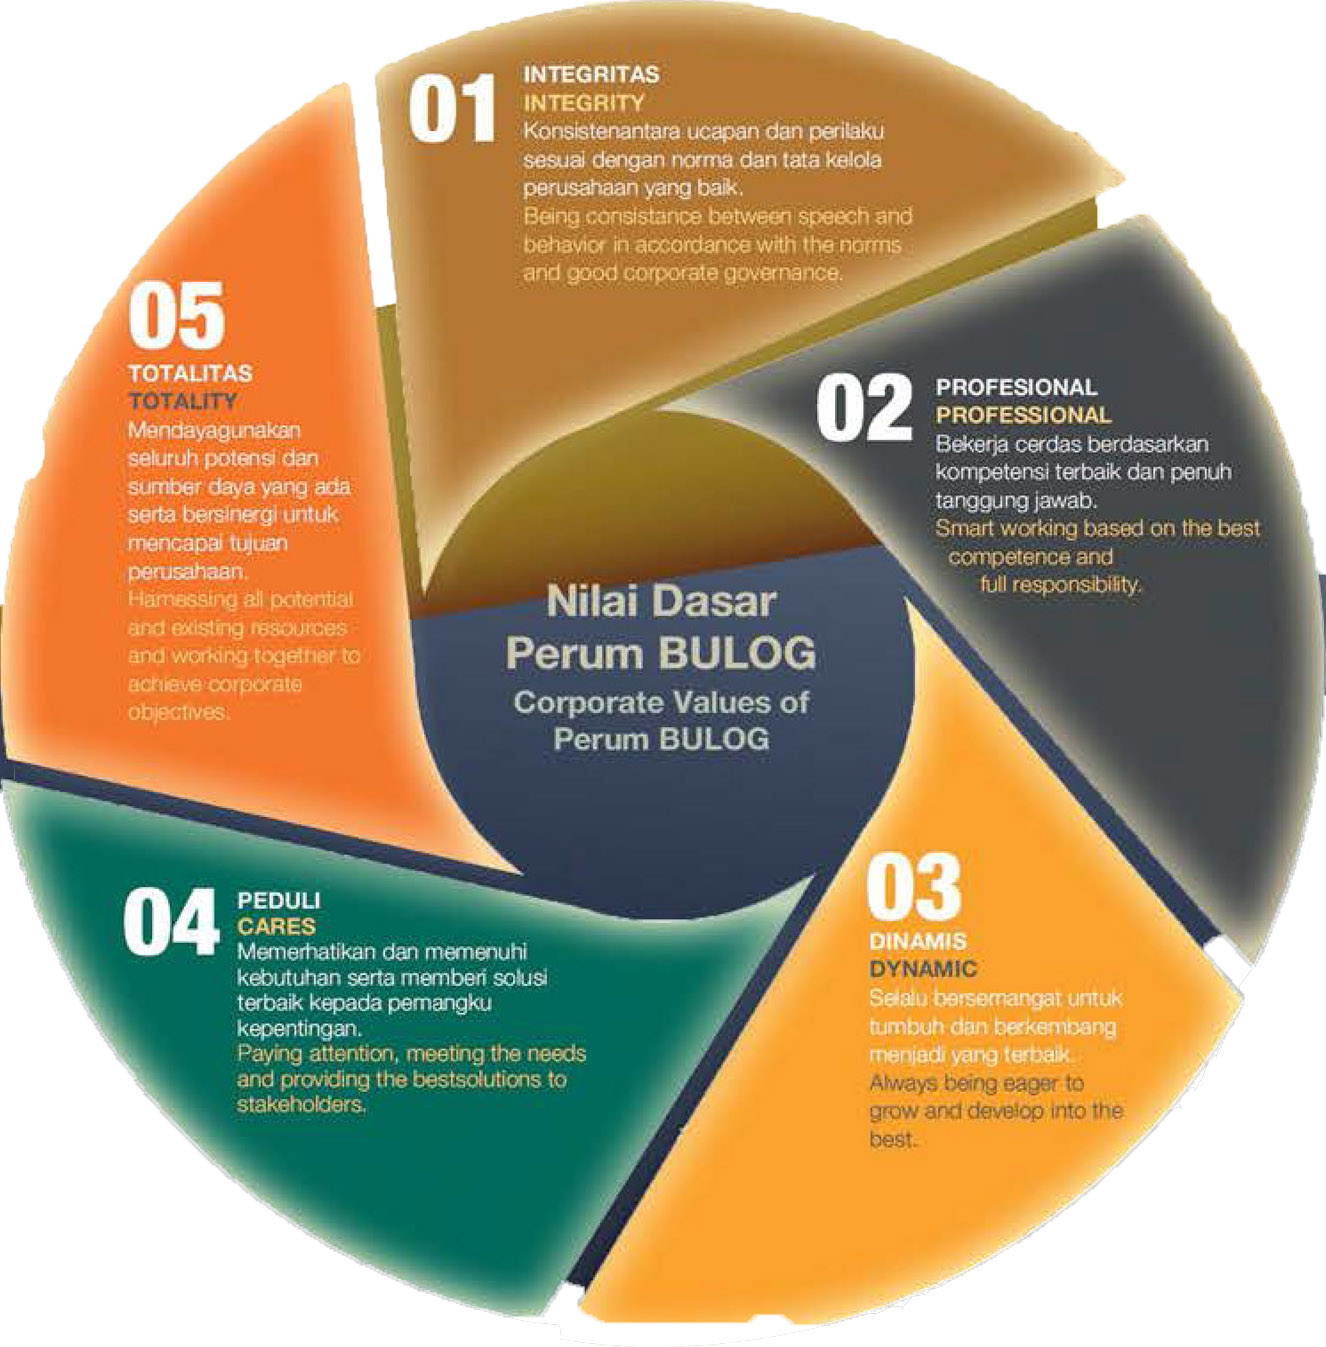 01
INTEGRITAS
INTEGRITY
Konsistenantara ucapan dan perilaku
sesuai dengan norma dan tata kelola
perusahaan yang baik.
Being consistance between speech and
behavior in accordance with the norms
and good corporate governance.
02
PROFESIONAL
PROFESSIONAL
Bekerja cerdas berdasarkan
kompetensi terbaik dan penuh
tanggung jawab.
Smart working based on the best
competence and
full responsibility.
03
DINAMIS
DYNAMIC
Selalu bersemangat untuk
tumbuh dan berkembang
menjadi yang terbaik.
Always being eager to
grow and develop into the
best.
04
PEDULI
CARES
Memerhatikan dan memenuhi
kebutuhan serta memberi solusi
terbaik kepada pemangku
kepentingan.
Paying attention, meeting the needs
and providing the bestsolutions to
stakeholders.
05
TOTALITAS
TOTALITY
Mendayagunakan
seluruh potensi dan
sumber daya yang ada
serta bersinergi untuk
mencapai tujuan
perusahaan.
Harnessing all potential
and existing resources
and working together to
achieve corporate
objectives.
Nilai Dasar
Perum BULOG
Corporate Values of
Perum BULOG